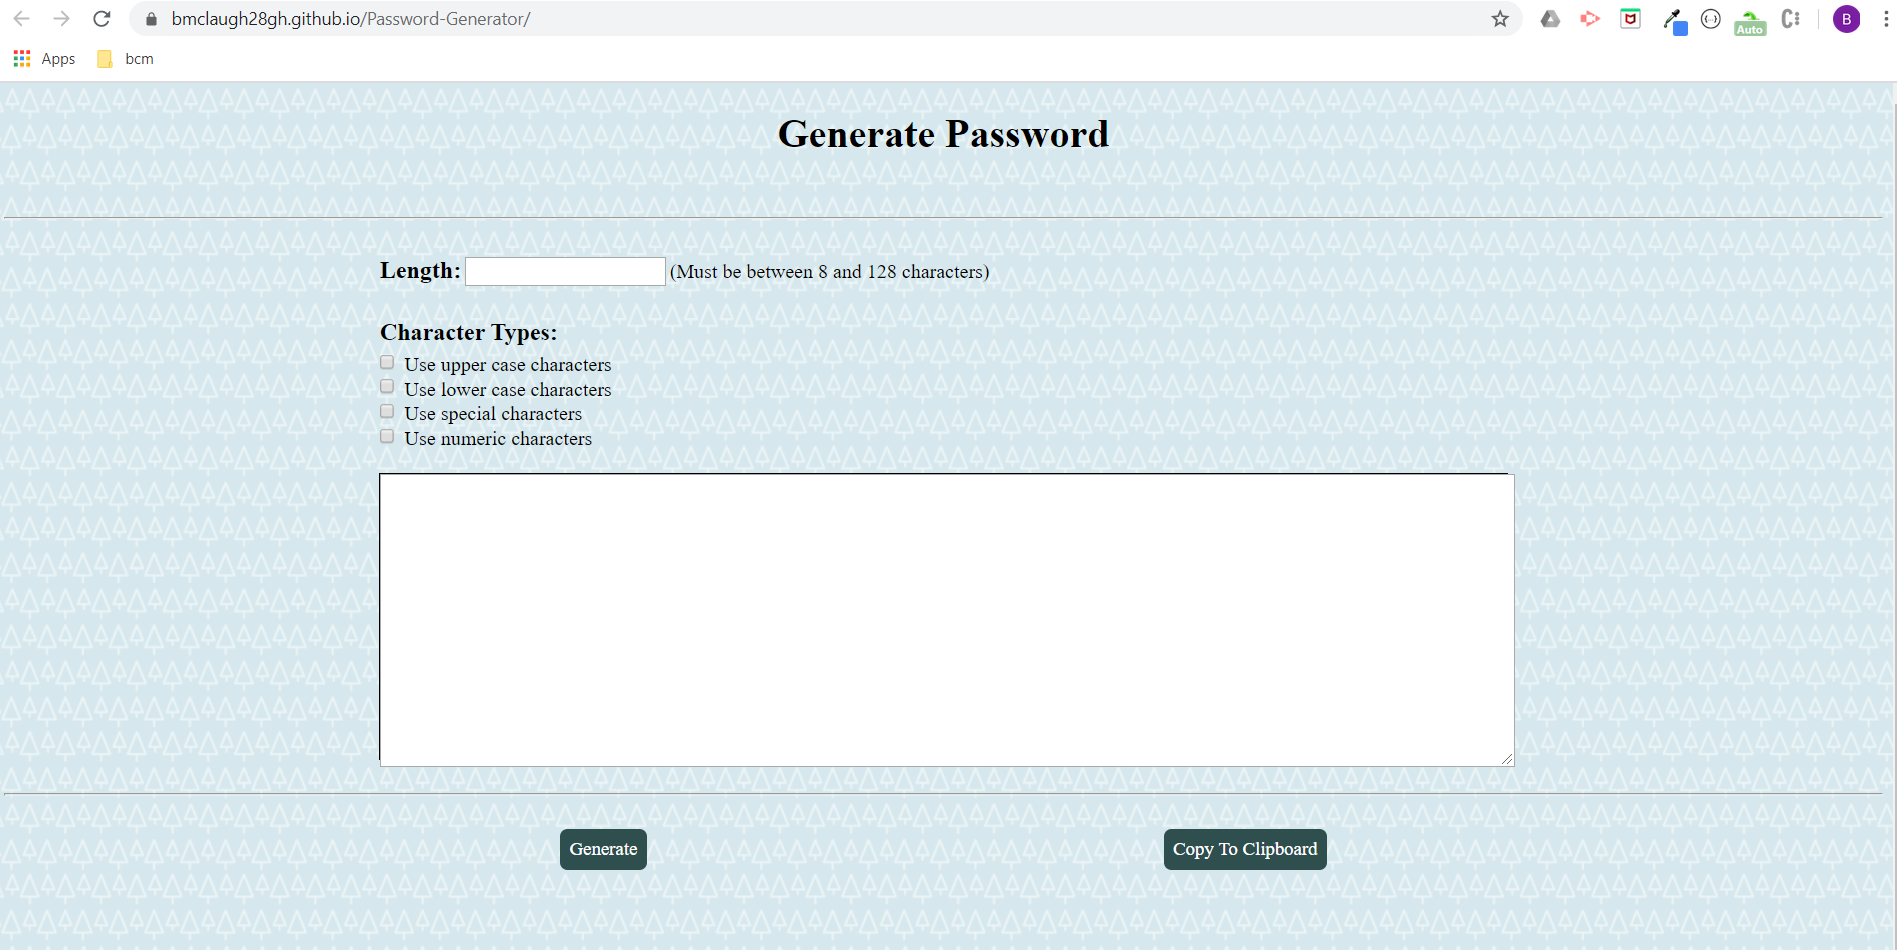 bmclaugh28gh.github.io/Password-Generator/
Auto
B
Apps
bcm
Generate Password
Length: (Must be between 8 and 128 characters)
Character Types:
Use upper case characters
Use lower case characters
Use special characters
Use numeric characters
Generate
Copy To Clipboard